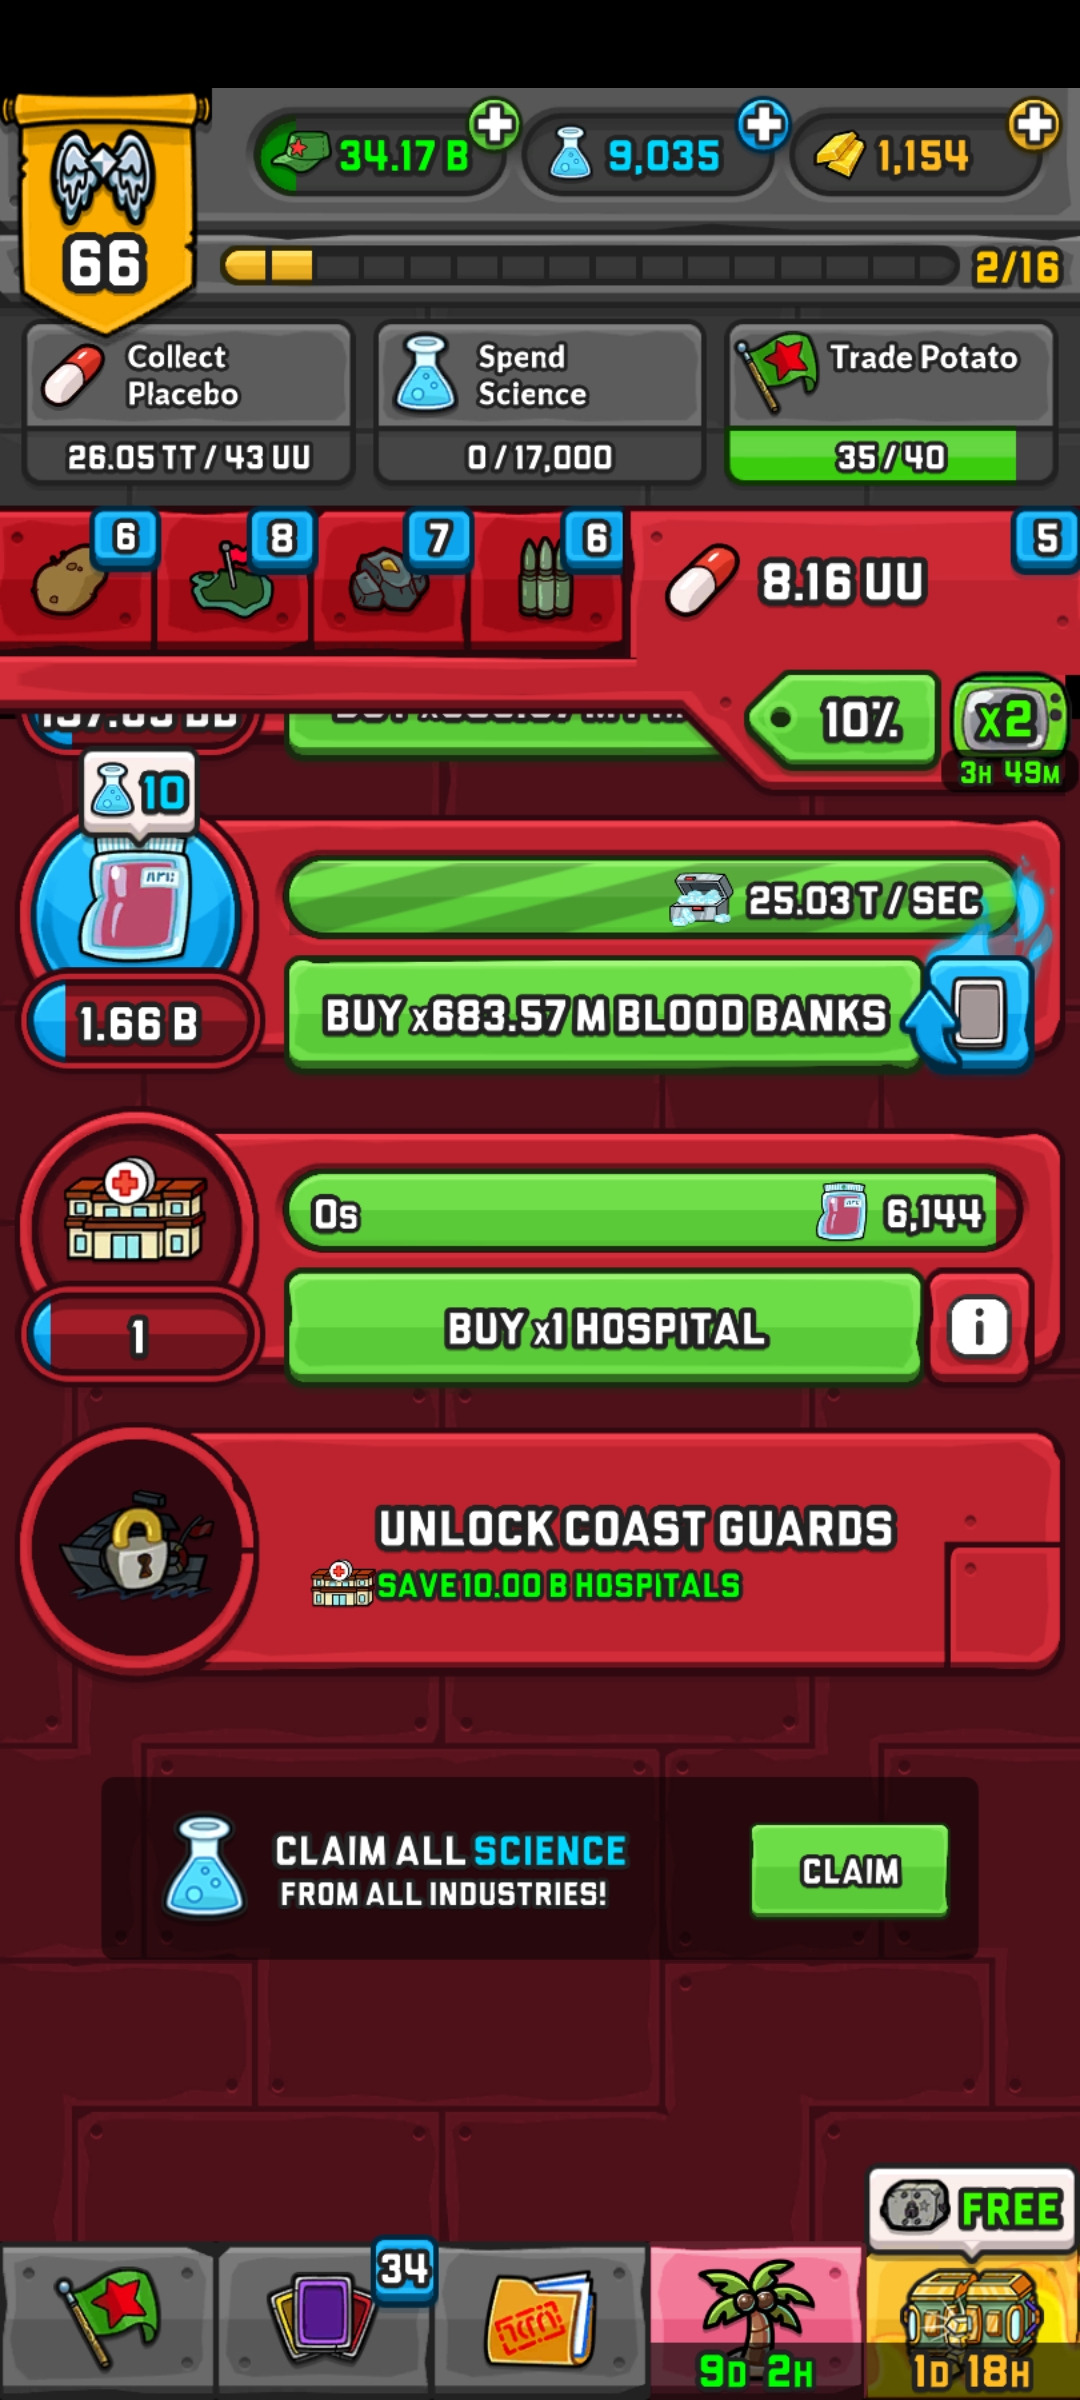 34.17 B
9,035
1,154
66
2/16
Collect
Placebo
Spend
Science
Trade Potato
26.05 TT / 43 UU
0 / 17,000
35 / 40
6
8
7
6
8.16 UU
5
10%
x2
3H 49M
10
25.03 T / SEC
1.66 B
BUY x683.57 M BLOOD BANKS
0s
6,144
1
BUY x1 HOSPITAL
i
UNLOCK COAST GUARDS
SAVE 10.00 B HOSPITALS
CLAIM ALL SCIENCE
FROM ALL INDUSTRIES!
CLAIM
FREE
34
9D 2H
1D 18H